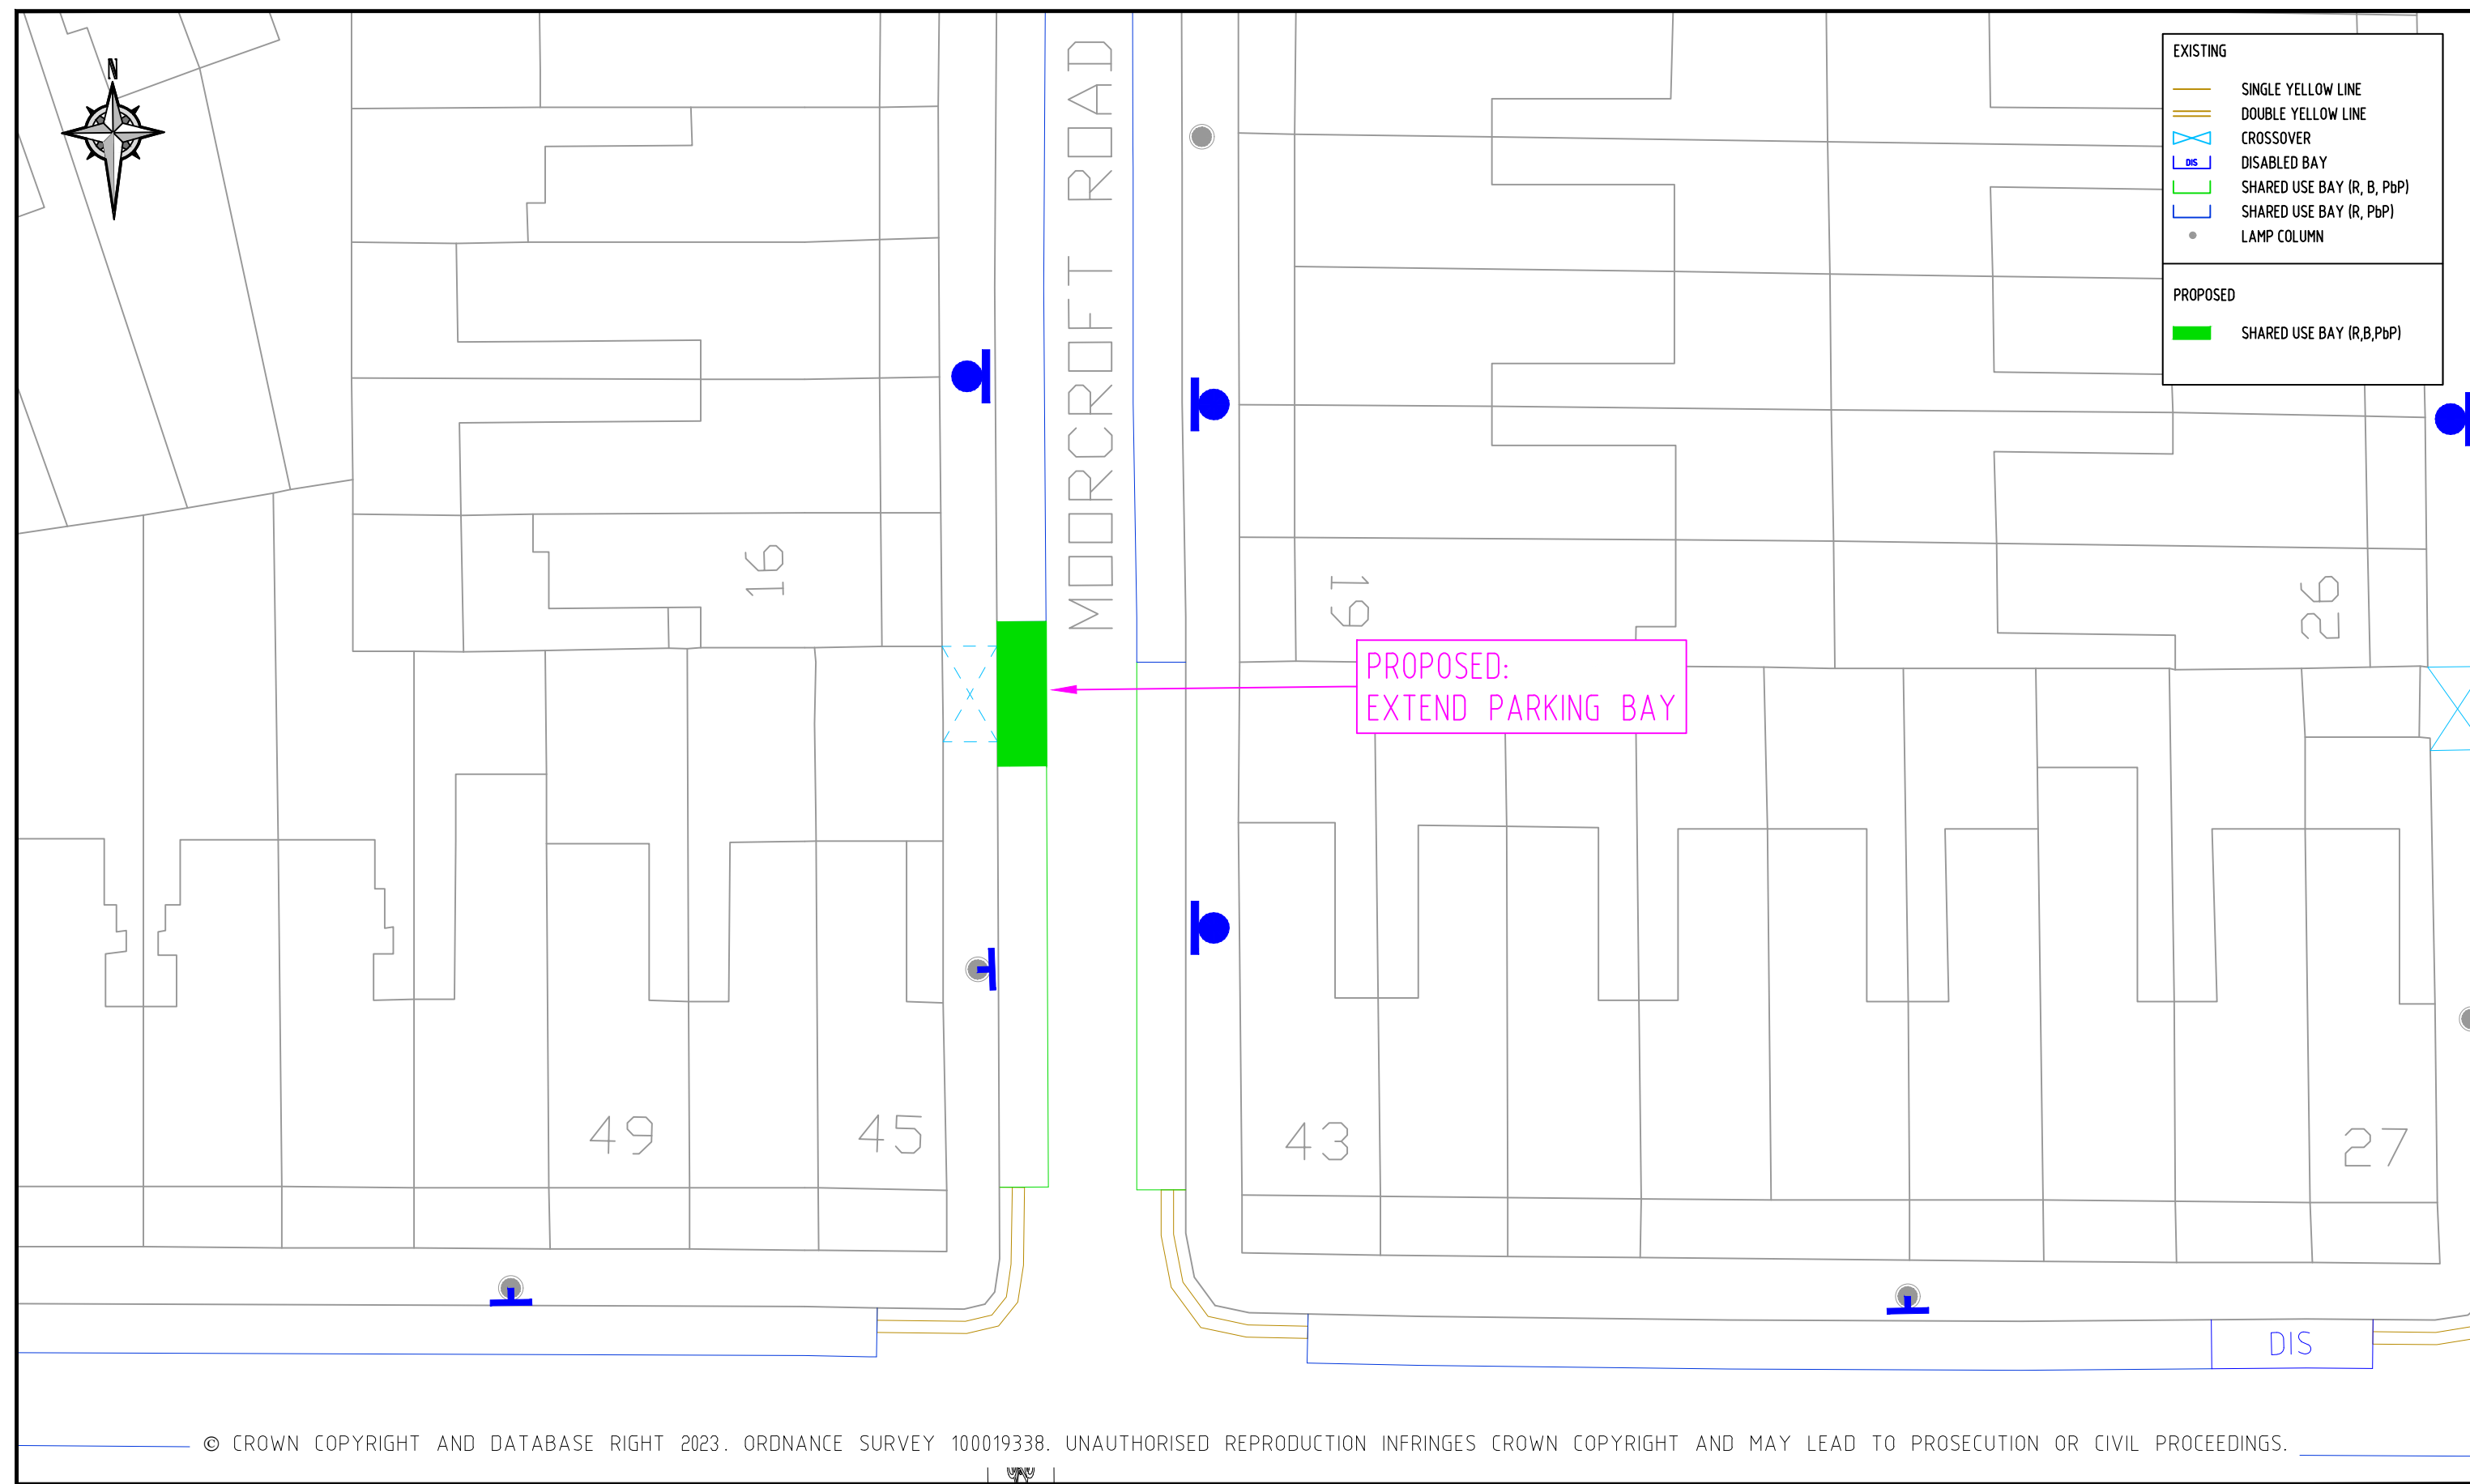 N
MOORCROFT ROAD
EXISTING
SINGLE YELLOW LINE
DOUBLE YELLOW LINE
CROSSOVER
DIS DISABLED BAY
SHARED USE BAY (R, B, PbP)
SHARED USE BAY (R, PbP)
LAMP COLUMN
PROPOSED
SHARED USE BAY (R,B,PbP)
16
19
26
PROPOSED:
EXTEND PARKING BAY
49
45
43
27
DIS
© CROWN COPYRIGHT AND DATABASE RIGHT 2023. ORDNANCE SURVEY 100019338. UNAUTHORISED REPRODUCTION INFRINGES CROWN COPYRIGHT AND MAY LEAD TO PROSECUTION OR CIVIL PROCEEDINGS.